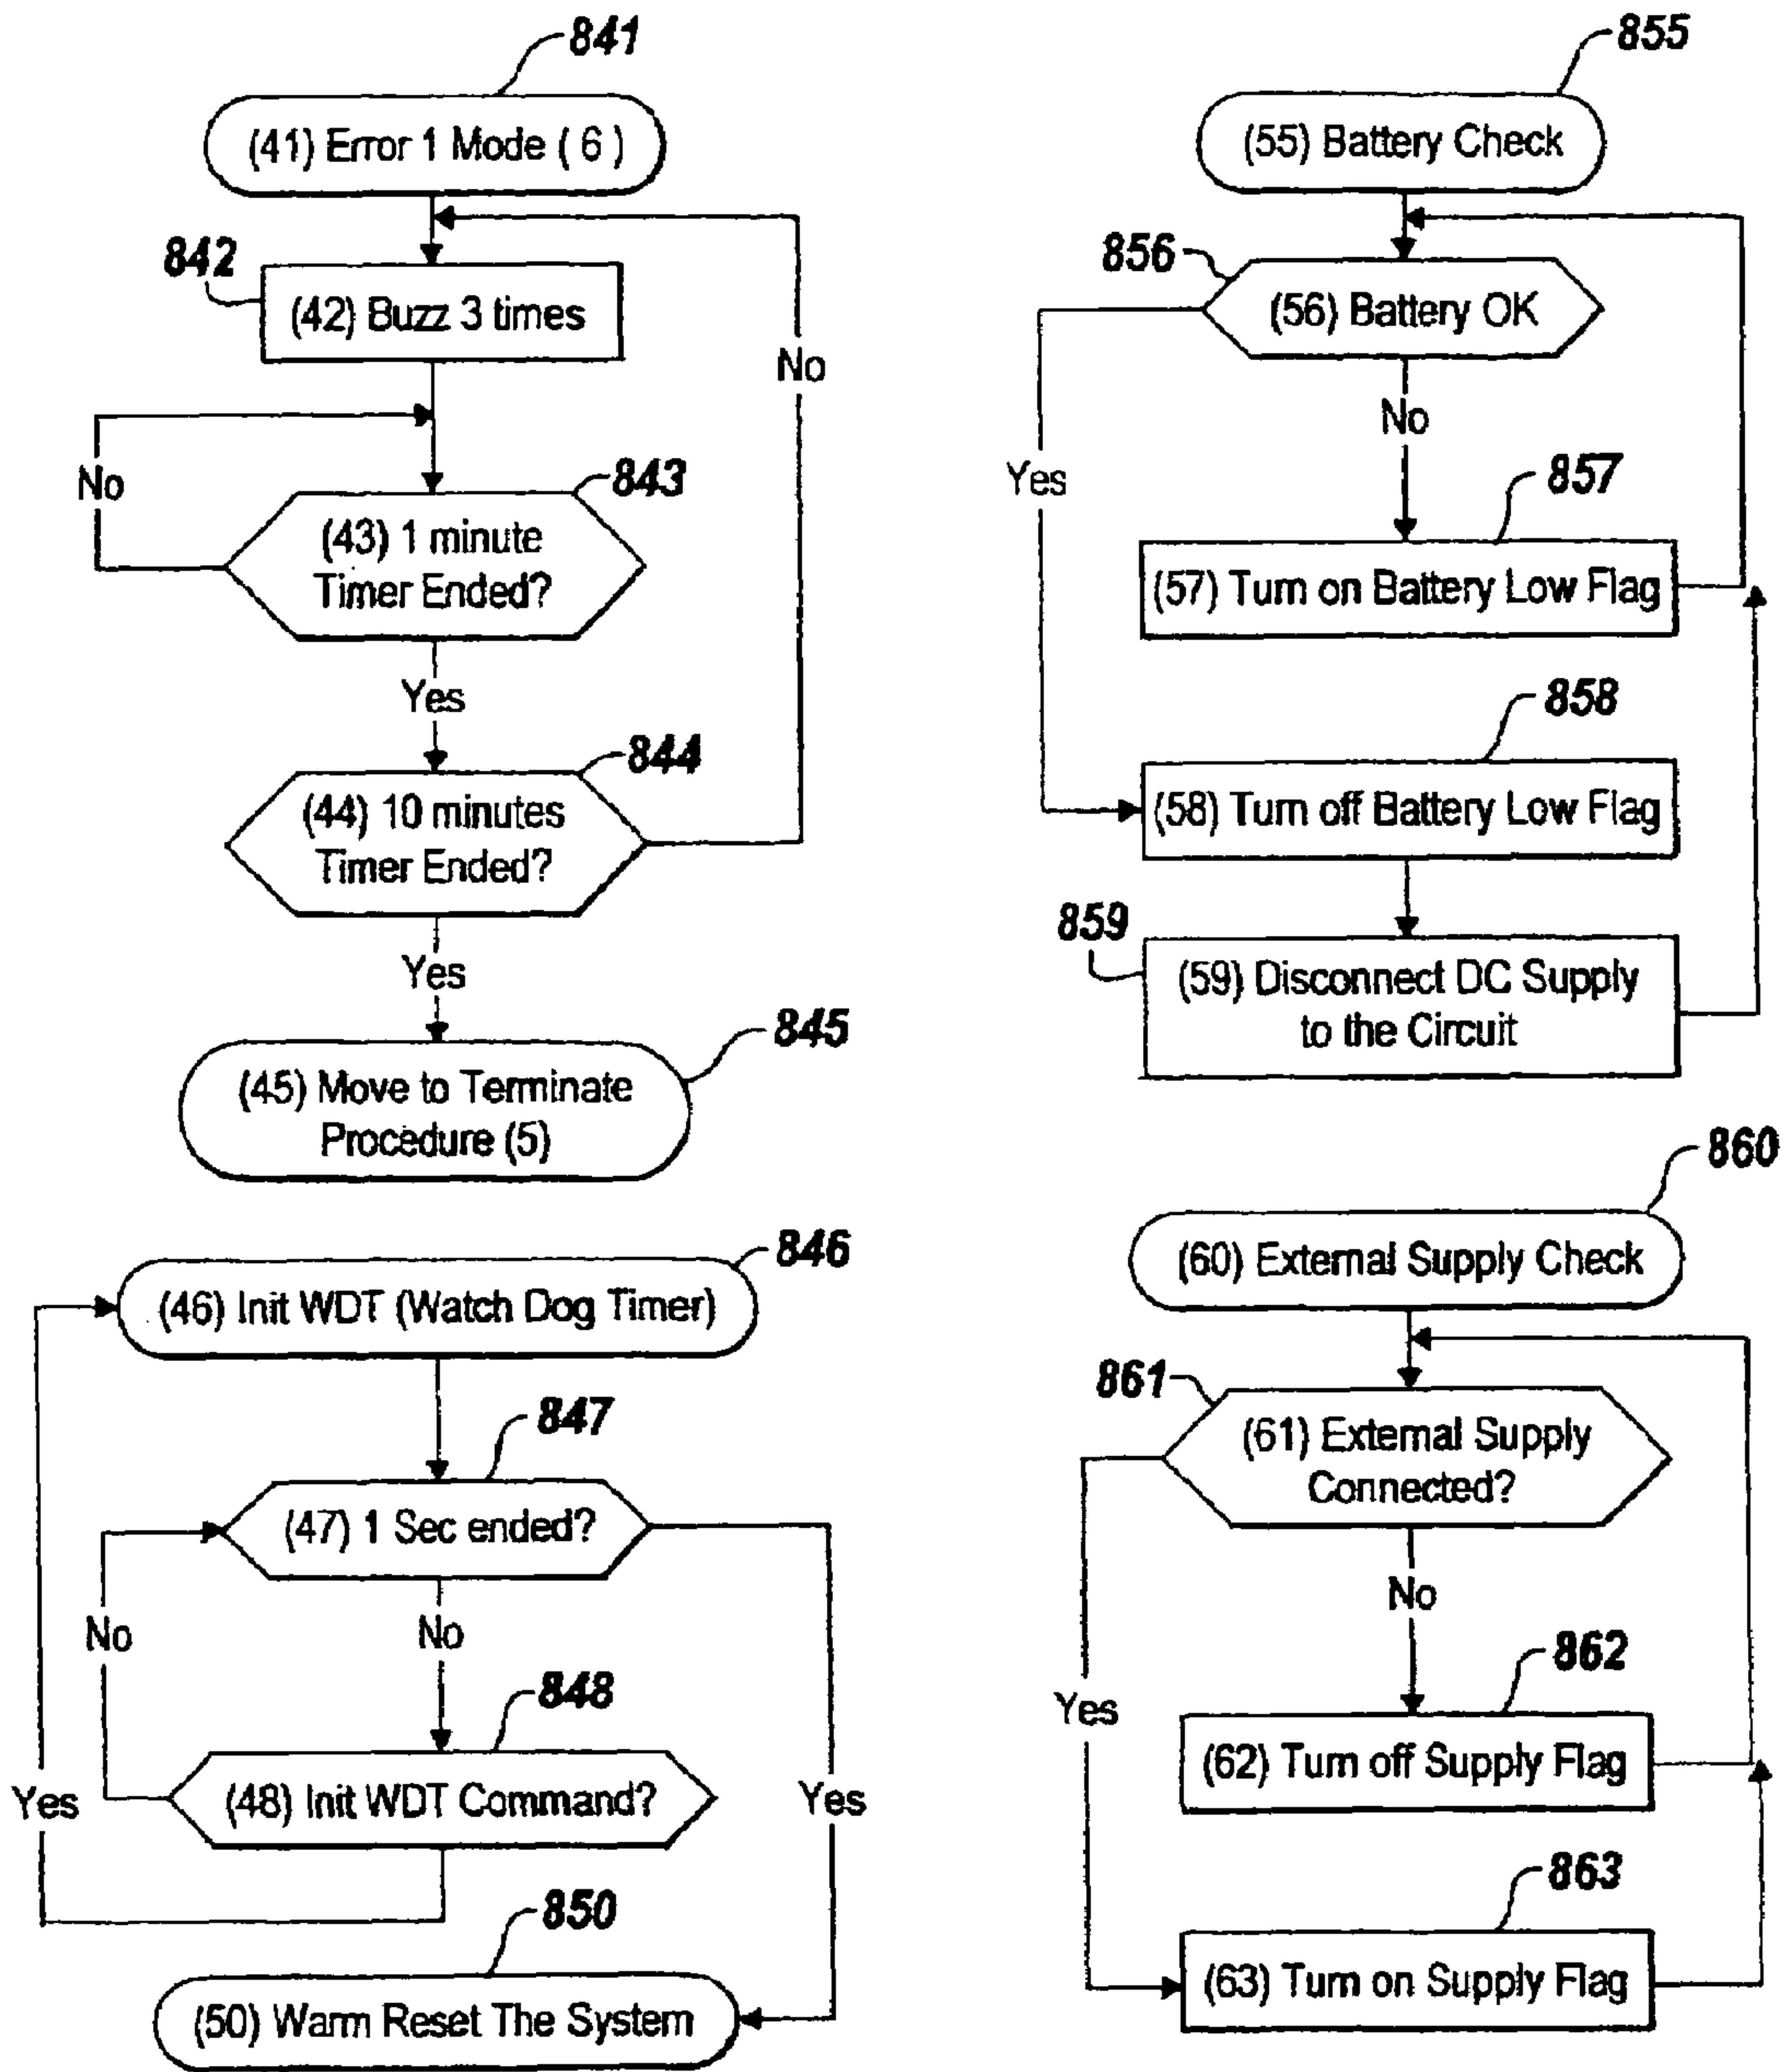 841
(41) Error 1 Mode ( 6 )
842
(42) Buzz 3 times
No
No
843
(43) 1 minute
Timer Ended?
Yes
844
(44) 10 minutes
Timer Ended?
Yes
845
(45) Move to Terminate
Procedure (5)
846
(46) Init WDT (Watch Dog Timer)
847
(47) 1 Sec ended?
No
No
848
(48) Init WDT Command?
Yes
Yes
850
(50) Warm Reset The System
855
(55) Battery Check
856
(56) Battery OK
No
Yes
857
(57) Turn on Battery Low Flag
858
(58) Turn off Battery Low Flag
859
(59) Disconnect DC Supply
to the Circuit
860
(60) External Supply Check
861
(61) External Supply
Connected?
No
Yes
862
(62) Turn off Supply Flag
863
(63) Turn on Supply Flag